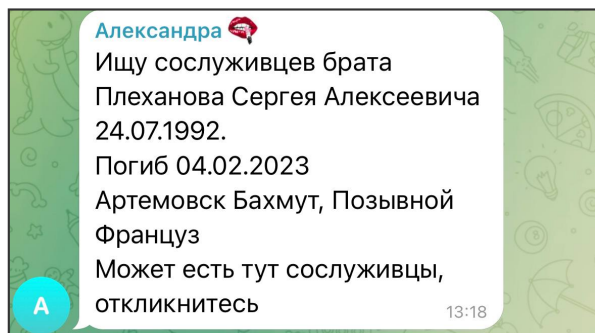 Александра
Ищу сослуживцев брата
Плеханова Сергея Алексеевича
24.07.1992.
Погиб 04.02.2023
Артемовск Бахмут, Позывной
Француз
Может есть тут сослуживцы,
откликнитесь
13:18
А